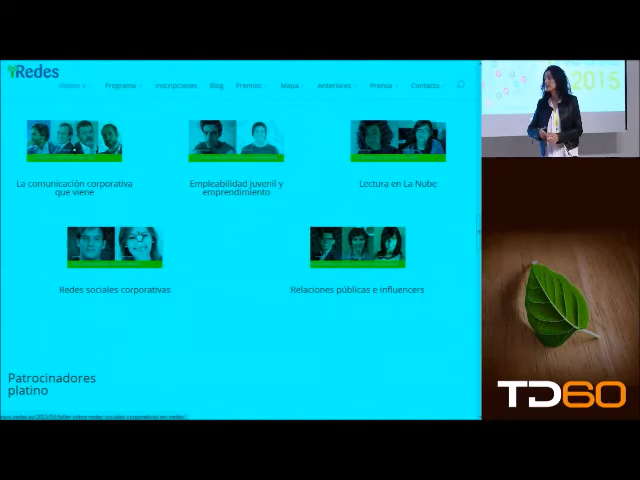 iRedes
Programa
Inscripciones
Blog
Premios
Mapa
Anteriores
Prensa
Contacto
2015
La comunicación corporativa
que viene
Empleabilidad juvenil y
emprendimiento
Lectura en La Nube
Redes sociales corporativas
Relaciones públicas e influencers
Patrocinadores
platino
TD60